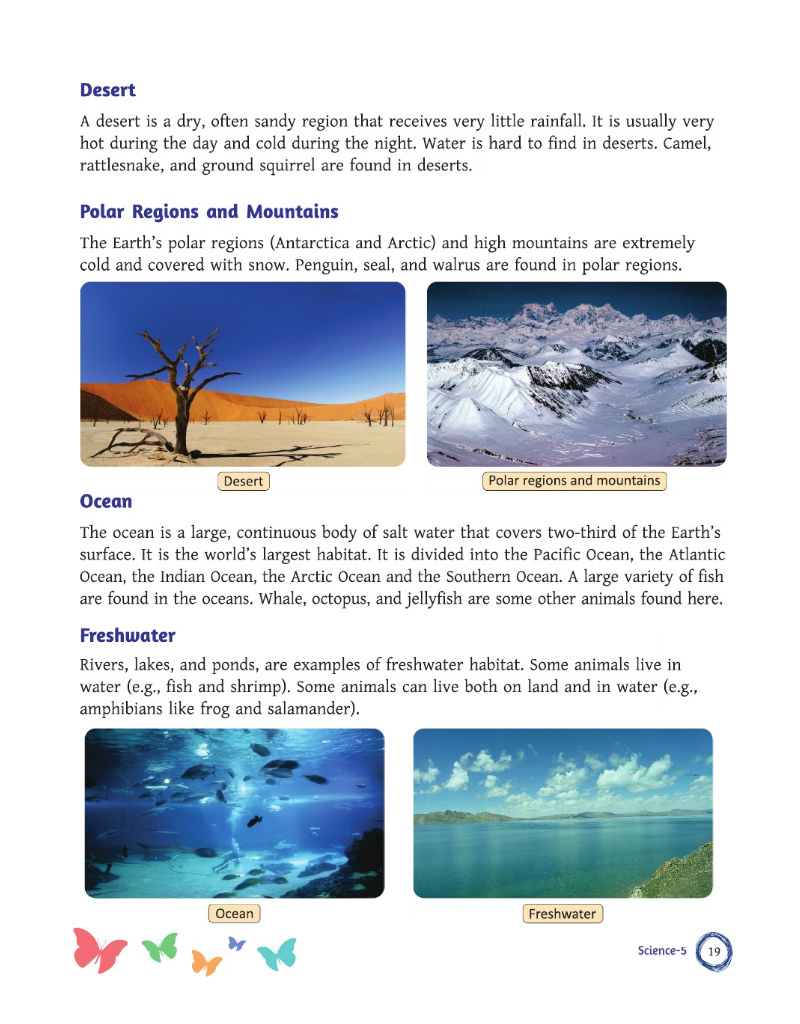 Desert
A desert is a dry, often sandy region that receives very little rainfall. It is usually very
hot during the day and cold during the night. Water is hard to find in deserts. Camel,
rattlesnake, and ground squirrel are found in deserts.
Polar Regions and Mountains
The Earth's polar regions (Antarctica and Arctic) and high mountains are extremely
cold and covered with snow. Penguin, seal, and walrus are found in polar regions.
Desert
Polar regions and mountains
Ocean
The ocean is a large, continuous body of salt water that covers two-third of the Earth's
surface. It is the world's largest habitat. It is divided into the Pacific Ocean, the Atlantic
Ocean, the Indian Ocean, the Arctic Ocean and the Southern Ocean. A large variety of fish
are found in the oceans. Whale, octopus, and jellyfish are some other animals found here.
Freshwater
Rivers, lakes, and ponds, are examples of freshwater habitat. Some animals live in
water (e.g., fish and shrimp). Some animals can live both on land and in water (e.g.,
amphibians like frog and salamander).
Ocean
Freshwater
Science-5 19